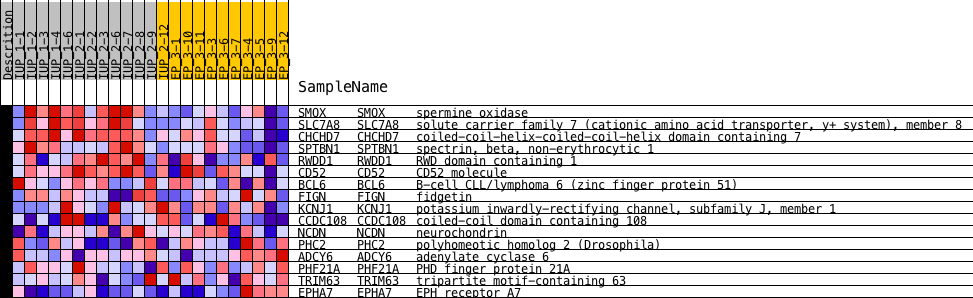 Descrition
IUP_1-1
IUP_1-2
IUP_1-3
IUP_1-4
IUP_1-6
IUP_2-1
IUP_2-2
IUP_2-3
IUP_2-6
IUP_2-7
IUP_2-8
IUP_2-9
IUP_2-12
EP_3-1
EP_3-10
EP_3-11
EP_3-3
EP_3-6
EP_3-7
EP_3-4
EP_3-5
EP_3-9
EP_3-12
SampleName
SMOX SMOX spermine oxidase
SLC7A8 SLC7A8 solute carrier family 7 (cationic amino acid transporter, y+ system), member 8
CHCHD7 CHCHD7 coiled-coil-helix-coiled-coil-helix domain containing 7
SPTBN1 SPTBN1 spectrin, beta, non-erythrocytic 1
RWDD1 RWDD1 RWD domain containing 1
CD52 CD52 CD52 molecule
BCL6 BCL6 B-cell CLL/lymphoma 6 (zinc finger protein 51)
FIGN FIGN fidgetin
KCNJ1 KCNJ1 potassium inwardly-rectifying channel, subfamily J, member 1
CCDC108 CCDC108 coiled-coil domain containing 108
NCDN NCDN neurochondrin
PHC2 PHC2 polyhomeotic homolog 2 (Drosophila)
ADCY6 ADCY6 adenylate cyclase 6
PHF21A PHF21A PHD finger protein 21A
TRIM63 TRIM63 tripartite motif-containing 63
EPHA7 EPHA7 EPH receptor A7